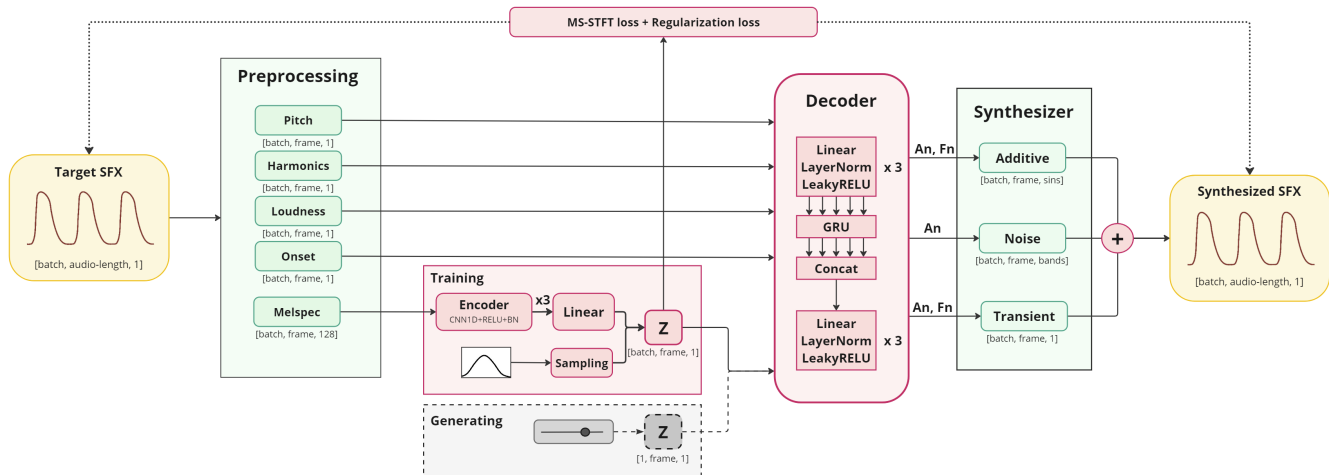 MS-STFT loss + Regularization loss
Target SFX
[batch, audio-length, 1]
Preprocessing
Pitch
[batch, frame, 1]
Harmonics
[batch, frame, 1]
Loudness
[batch, frame, 1]
Onset
[batch, frame, 1]
Melspec
[batch, frame, 128]
Training
Encoder
CNN1D+RELU+BN
x3
Linear
Sampling
Z
[batch, frame, 1]
Generating
Z
[1, frame, 1]
Decoder
Linear
LayerNorm
LeakyRELU
x 3
GRU
Concat
Linear
LayerNorm
LeakyRELU
x 3
An, Fn
An
An, Fn
Synthesizer
Additive
[batch, frame, sins]
Noise
[batch, frame, bands]
Transient
[batch, frame, 1]
+
Synthesized SFX
[batch, audio-length, 1]